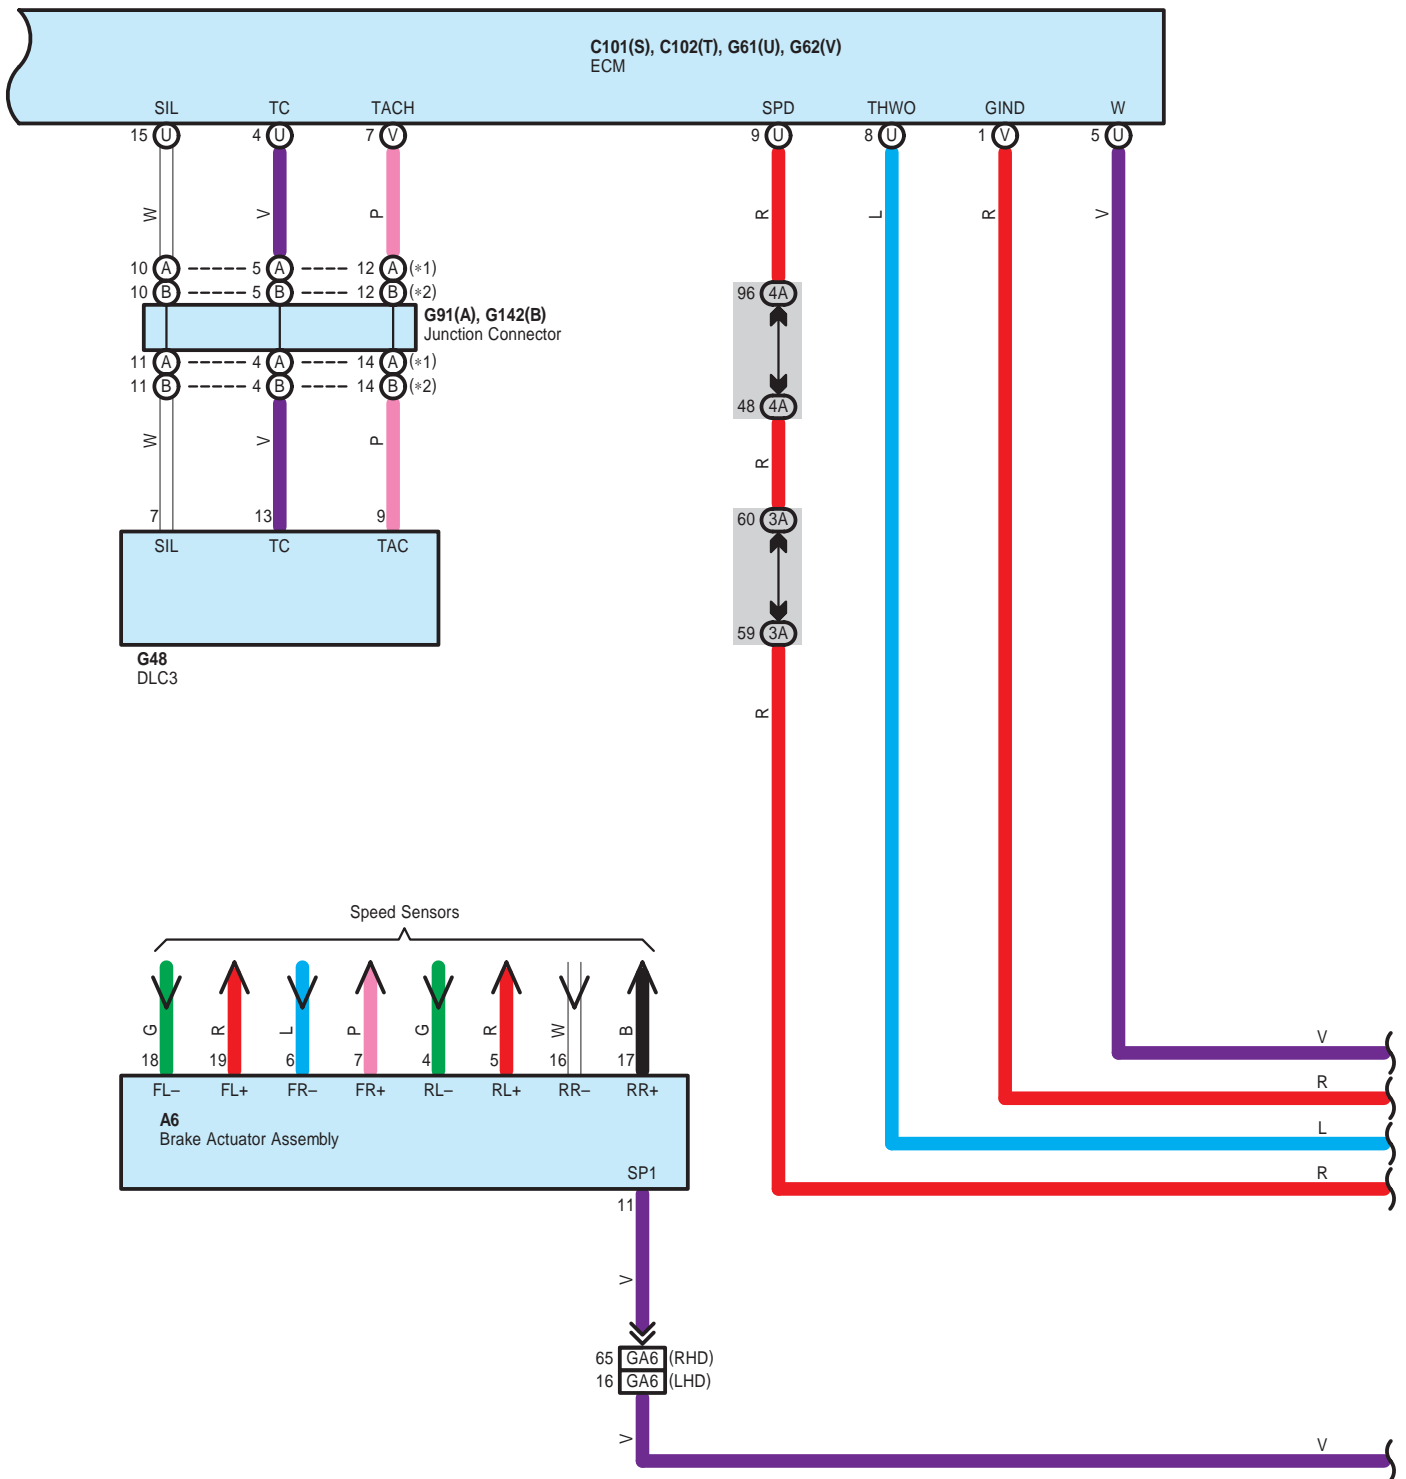 C101(S), C102(T), G61(U), G62(V)
ECM
SIL TC TACH SPD THWO GIND W
15 U 4 U 7 V 9 U 8 U 1 V 5 U
W V P R L R V
10 A 5 A 12 A (*1)
10 B 5 B 12 B (*2)
96 4A
G91(A), G142(B)
Junction Connector
11 A 4 A 14 A (*1)
11 B 4 B 14 B (*2)
48 4A
W V P R
7 13 9
60 3A
SIL TC TAC
59 3A
G48
DLC3
R
Speed Sensors
G R L P G R W B
18 19 6 7 4 5 16 17
FL– FL+ FR– FR+ RL– RL+ RR– RR+
A6
Brake Actuator Assembly
SP1
11
V
R
L
R
V
65 GA6 (RHD)
16 GA6 (LHD)
V
V